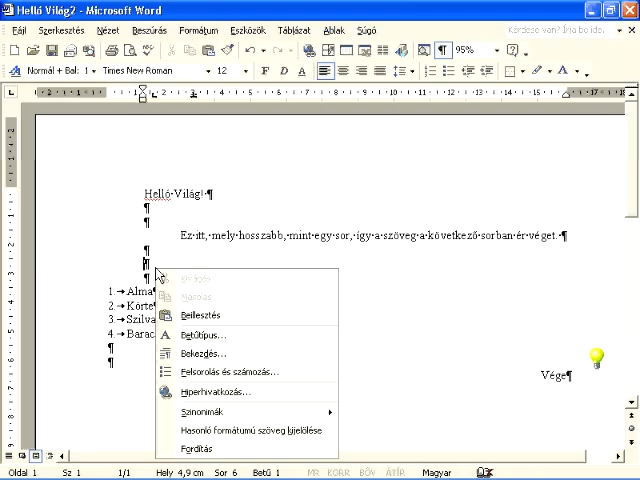 Helló Világ2 - Microsoft Word
Fájl Szerkesztés Nézet Beszúrás Formátum Eszközök Táblázat Ablak Súgó Kérdése van? Írja be ide.
95%
Normál + Bal: 1 Times New Roman 12 F D A
Helló Világ! ¶
¶
¶
Ez itt, mely hosszabb, mint egy sor, így a szöveg a következő sorban ér véget. ¶
¶
¶
¶
1. Alma¶
2. Körte
3. Szilva
4. Barac
¶
¶
Vége¶
Kivágás
Másolás
Beillesztés
Betűtípus...
Bekezdés...
Felsorolás és számozás...
Hiperhivatkozás...
Szinonimák
Hasonló formátumú szöveg kijelölése
Fordítás
Oldal 1 Sz 1 1/1 Hely 4,9 cm Sor 6 Betű 1 MR KORR BŐV ÁTÍR Magyar